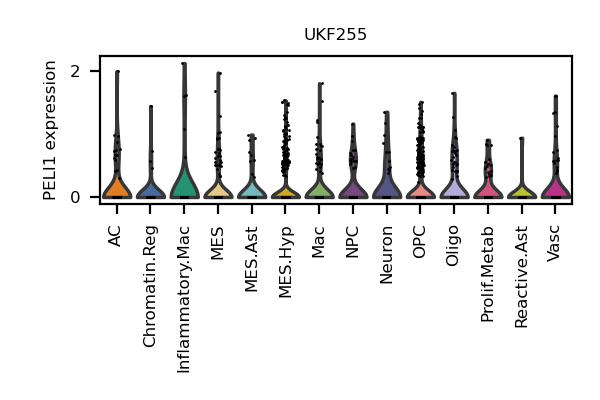 UKF255
PELI1 expression
2
0
AC
Chromatin.Reg
Inflammatory.Mac
MES
MES.Ast
MES.Hyp
Mac
NPC
Neuron
OPC
Oligo
Prolif.Metab
Reactive.Ast
Vasc